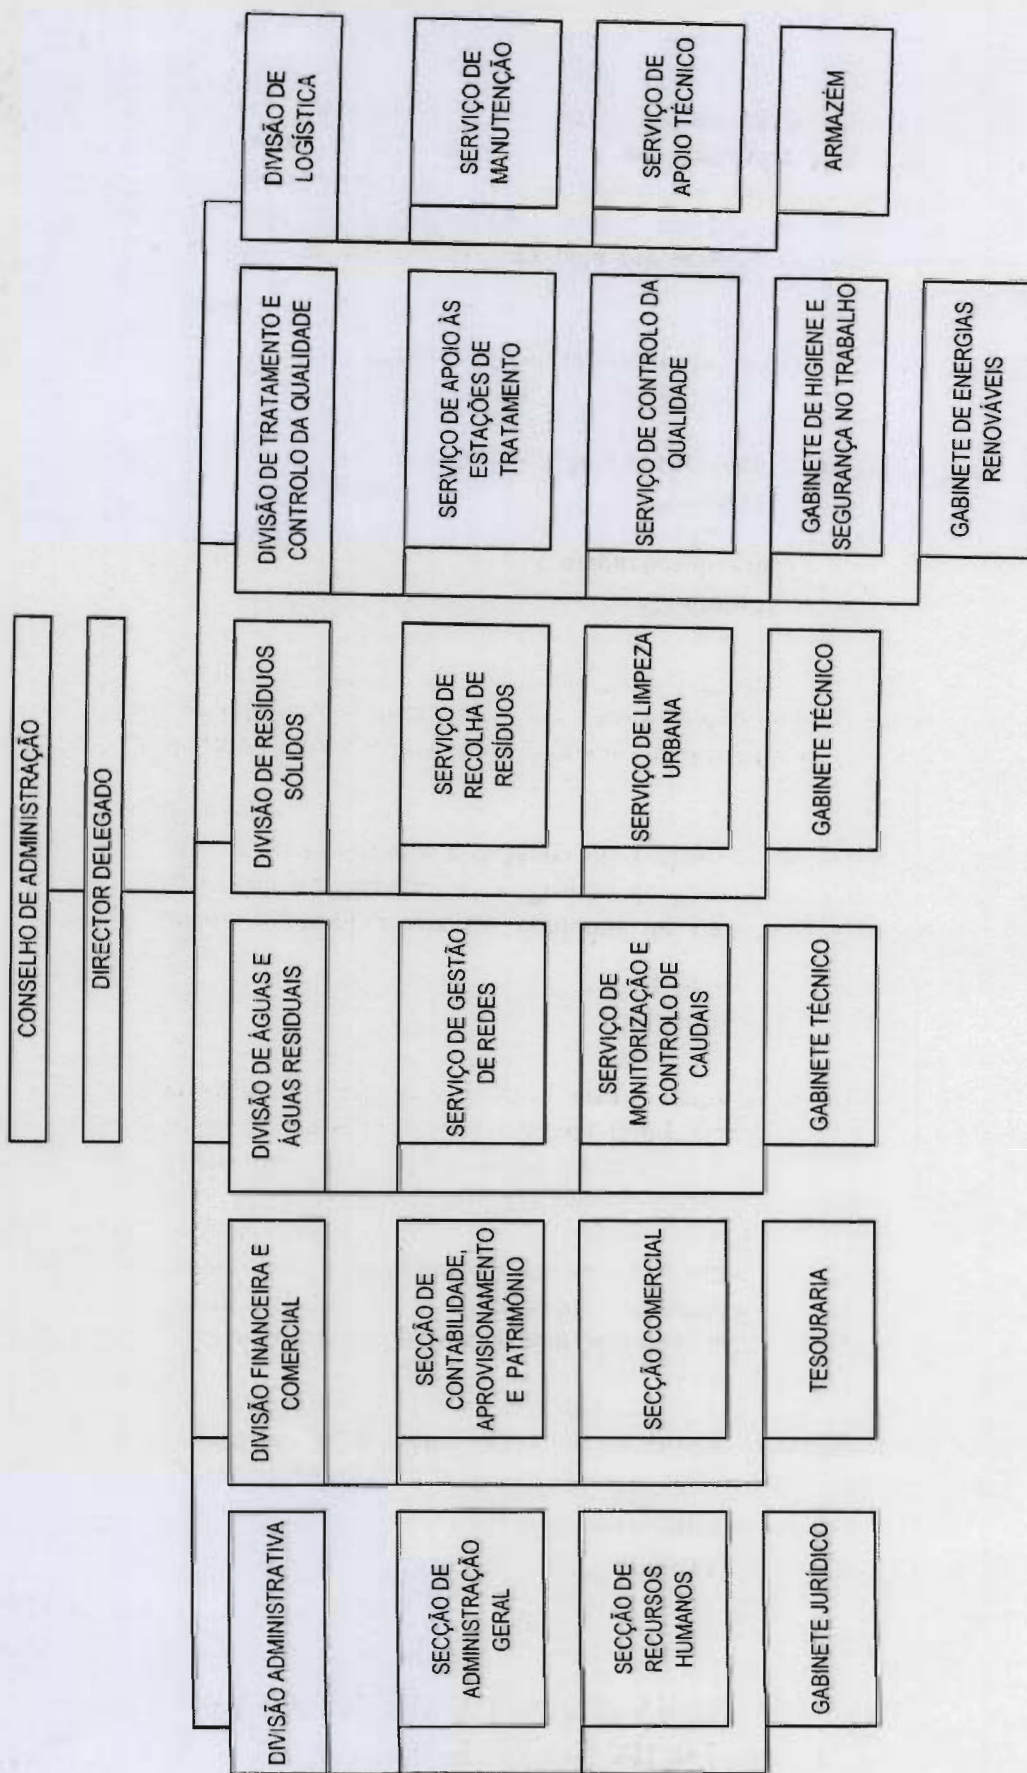 CONSELHO DE ADMINISTRAÇÃO
DIRECTOR DELEGADO
DIVISÃO ADMINISTRATIVA
SECÇÃO DE
ADMINISTRAÇÃO
GERAL
SECÇÃO DE
RECURSOS
HUMANOS
GABINETE JURÍDICO
DIVISÃO FINANCEIRA E
COMERCIAL
SECÇÃO DE
CONTABILIDADE,
APROVISIONAMENTO
E PATRIMÓNIO
SECÇÃO COMERCIAL
TESOURARIA
DIVISÃO DE ÁGUAS E
ÁGUAS RESIDUAIS
SERVIÇO DE GESTÃO
DE REDES
SERVIÇO DE
MONITORIZAÇÃO E
CONTROLO DE
CAUDAIS
GABINETE TÉCNICO
DIVISÃO DE RESÍDUOS
SÓLIDOS
SERVIÇO DE
RECOLHA DE
RESÍDUOS
SERVIÇO DE LIMPEZA
URBANA
GABINETE TÉCNICO
DIVISÃO DE TRATAMENTO E
CONTROLO DA QUALIDADE
SERVIÇO DE APOIO ÀS
ESTAÇÕES DE
TRATAMENTO
SERVIÇO DE CONTROLO DA
QUALIDADE
GABINETE DE HIGIENE E
SEGURANÇA NO TRABALHO
GABINETE DE ENERGIAS
RENOVÁVEIS
DIVISÃO DE
LOGÍSTICA
SERVIÇO DE
MANUTENÇÃO
SERVIÇO DE
APOIO TÉCNICO
ARMAZÉM